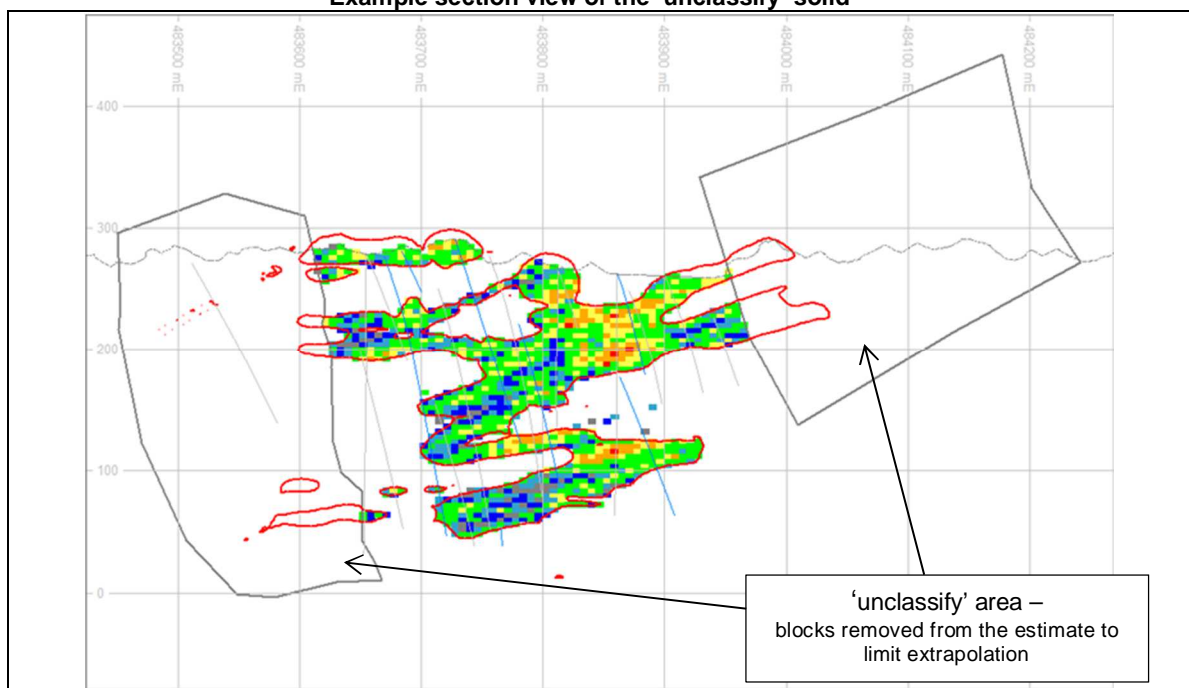 Example section view of the 'unclassify' solid
483500 mE
483600 mE
483700 mE
483800 mE
483900 mE
484000 mE
484100 mE
484200 mE
400
300
200
100
0
'unclassify' area –
blocks removed from the estimate to
limit extrapolation